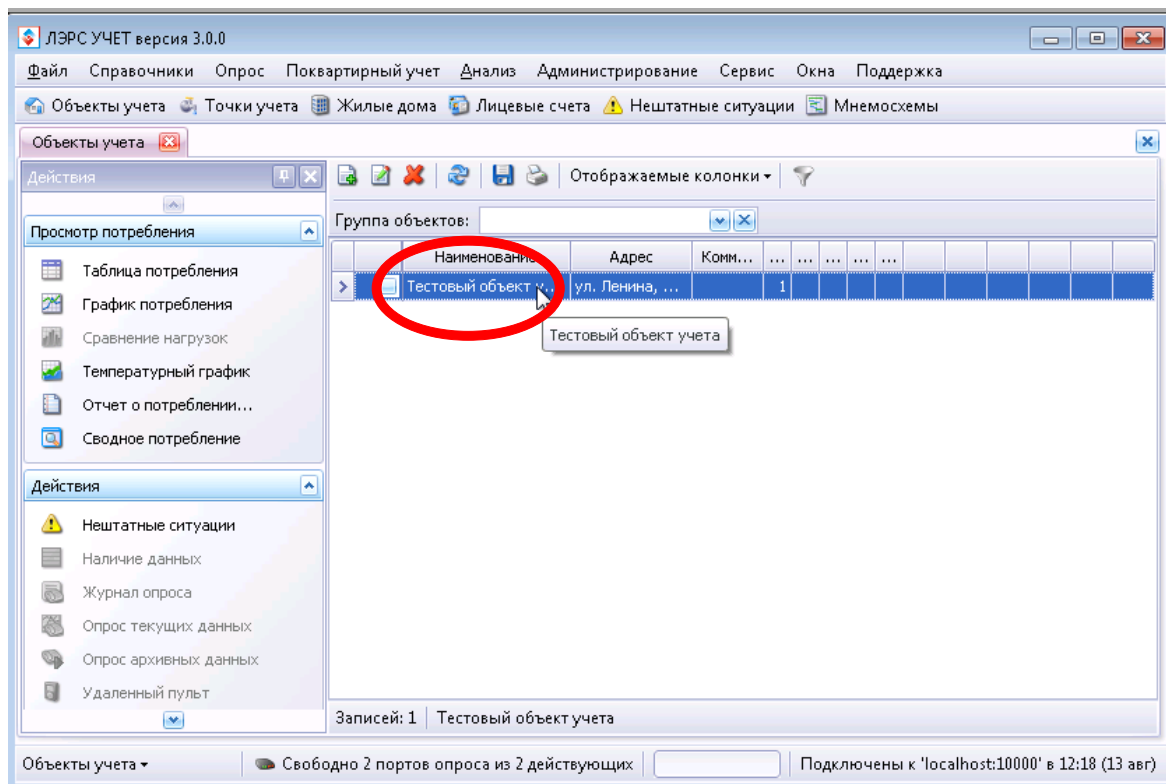 ЛЭРС УЧЕТ версия 3.0.0
Файл Справочники Опрос Поквартирный учет Анализ Администрирование Сервис Окна Поддержка
Объекты учета Точки учета Жилые дома Лицевые счета Нештатные ситуации Мнемосхемы
Объекты учета
Действия
Отображаемые колонки
Группа объектов:
Просмотр потребления
Таблица потребления
График потребления
Сравнение нагрузок
Температурный график
Отчет о потреблении...
Сводное потребление
Действия
Нештатные ситуации
Наличие данных
Журнал опроса
Опрос текущих данных
Опрос архивных данных
Удаленный пульт
Наименование Адрес Комм... ... ... ... ... ...
Тестовый объект у... ул. Ленина, ... 1
Тестовый объект учета
Записей: 1 Тестовый объект учета
Объекты учета Свободно 2 портов опроса из 2 действующих Подключены к 'localhost:10000' в 12:18 (13 авг)